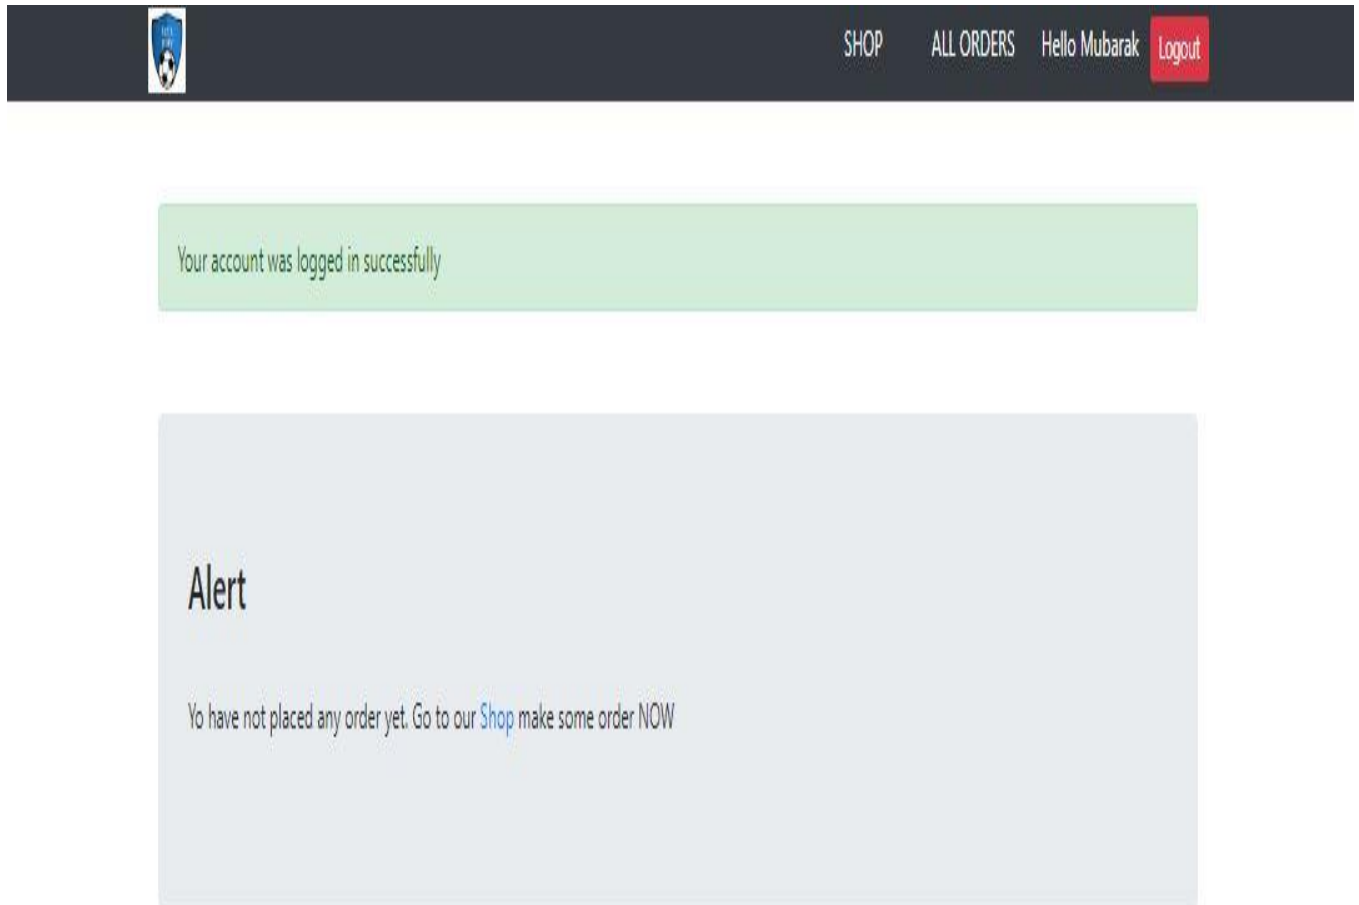 SHOP ALL ORDERS Hello Mubarak Logout
Your account was logged in successfully
Alert
Yo have not placed any order yet. Go to our Shop make some order NOW